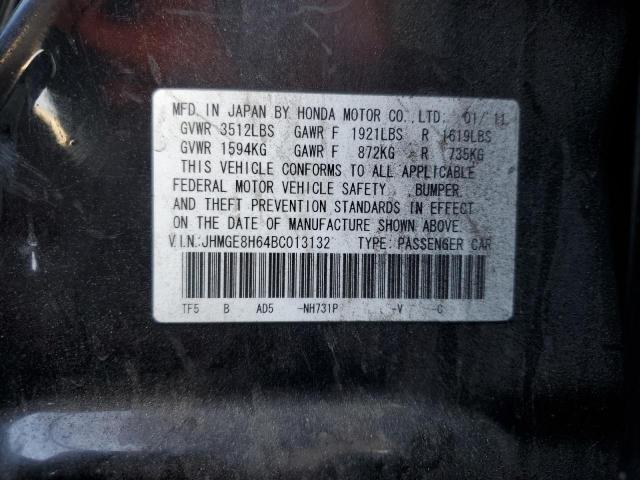 MFD. IN JAPAN BY HONDA MOTOR CO.,LTD. 01/11
GVWR 3512LBS GAWR F 1921LBS R 1619LBS
GVWR 1594KG GAWR F 872KG R 735KG
THIS VEHICLE CONFORMS TO ALL APPLICABLE
FEDERAL MOTOR VEHICLE SAFETY, BUMPER,
AND THEFT PREVENTION STANDARDS IN EFFECT
ON THE DATE OF MANUFACTURE SHOWN ABOVE.
V.I.N.:JHMGE8H64BC013132 TYPE: PASSENGER CAR
TF5 B AD5 -NH731P -V -C